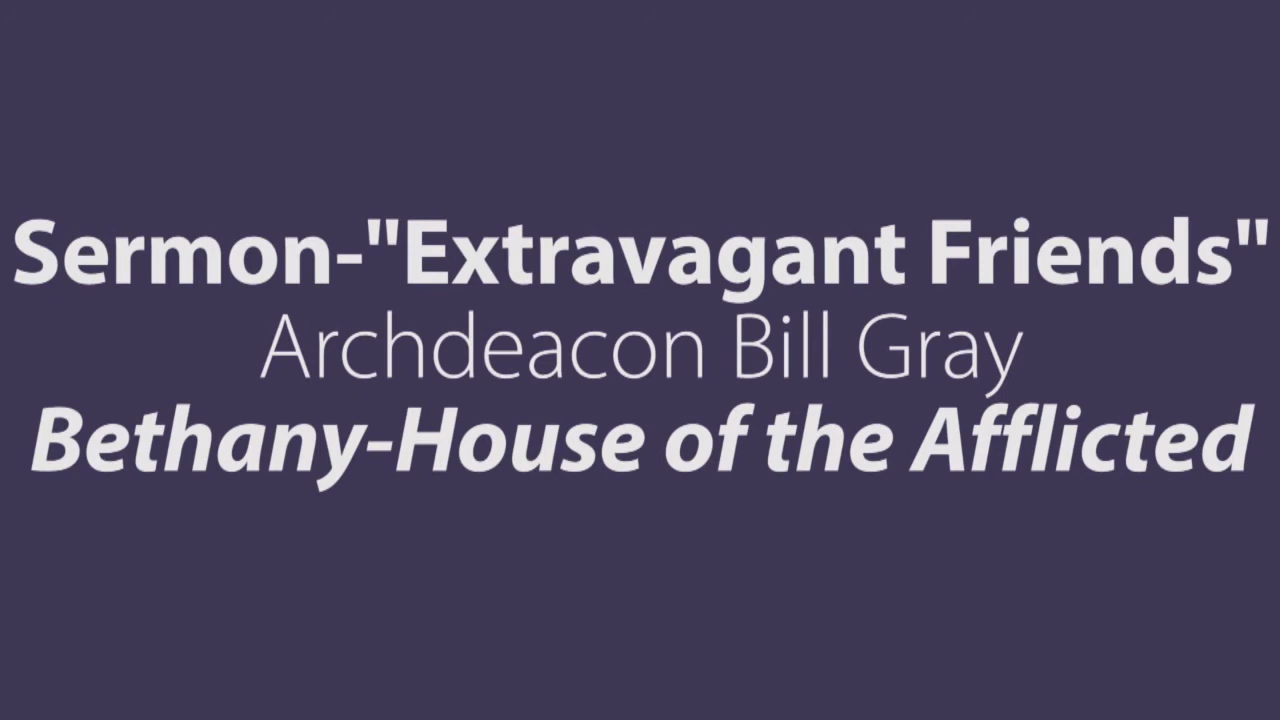 Sermon-"Extravagant Friends"
Archdeacon Bill Gray
Bethany-House of the Afflicted